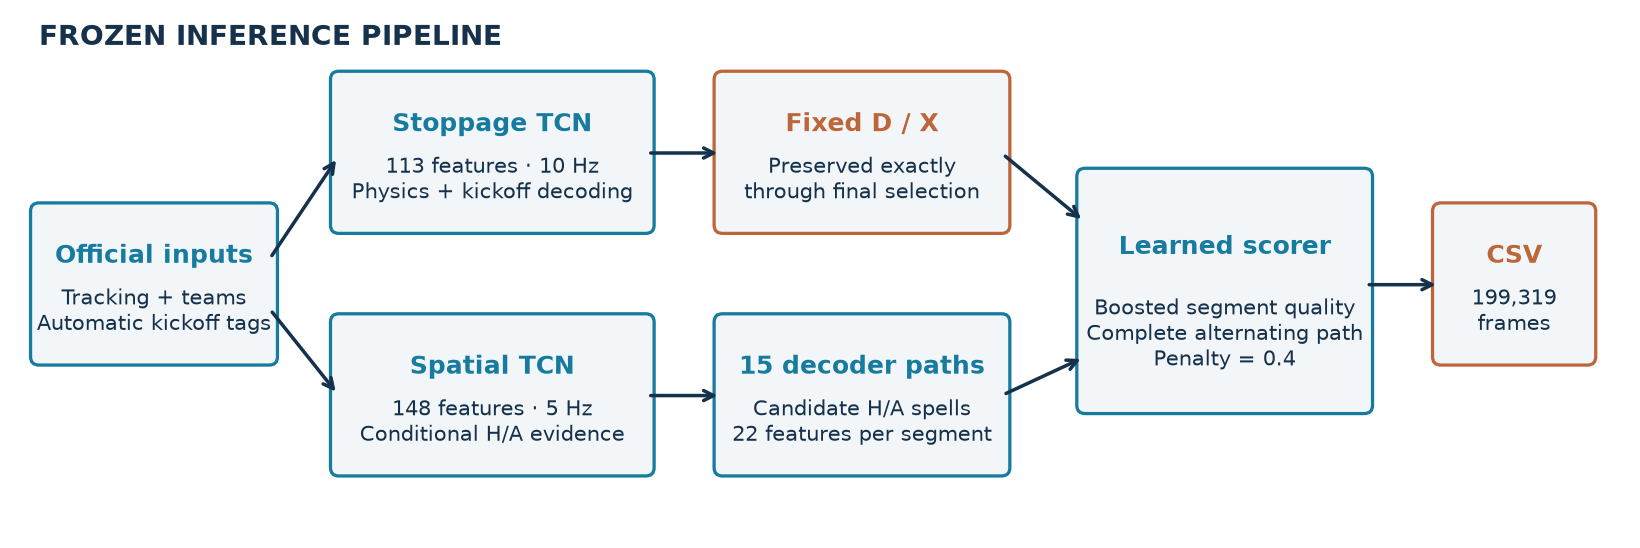 FROZEN INFERENCE PIPELINE
Official inputs
Tracking + teams
Automatic kickoff tags
Stoppage TCN
113 features · 10 Hz
Physics + kickoff decoding
Fixed D / X
Preserved exactly
through final selection
Spatial TCN
148 features · 5 Hz
Conditional H/A evidence
15 decoder paths
Candidate H/A spells
22 features per segment
Learned scorer
Boosted segment quality
Complete alternating path
Penalty = 0.4
CSV
199,319
frames